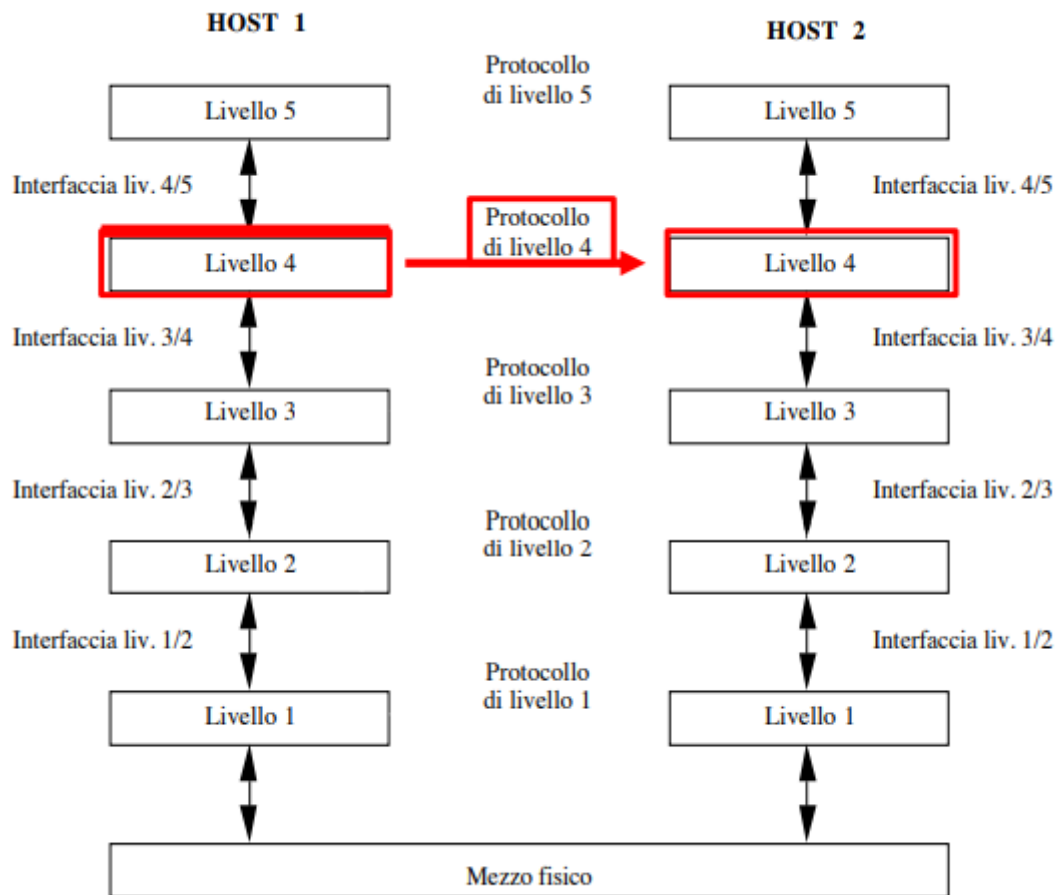 HOST 1
HOST 2
Protocollo
di livello 5
Livello 5
Livello 5
Interfaccia liv. 4/5
Interfaccia liv. 4/5
Protocollo
di livello 4
Livello 4
Livello 4
Interfaccia liv. 3/4
Interfaccia liv. 3/4
Protocollo
di livello 3
Livello 3
Livello 3
Interfaccia liv. 2/3
Interfaccia liv. 2/3
Protocollo
di livello 2
Livello 2
Livello 2
Interfaccia liv. 1/2
Interfaccia liv. 1/2
Protocollo
di livello 1
Livello 1
Livello 1
Mezzo fisico